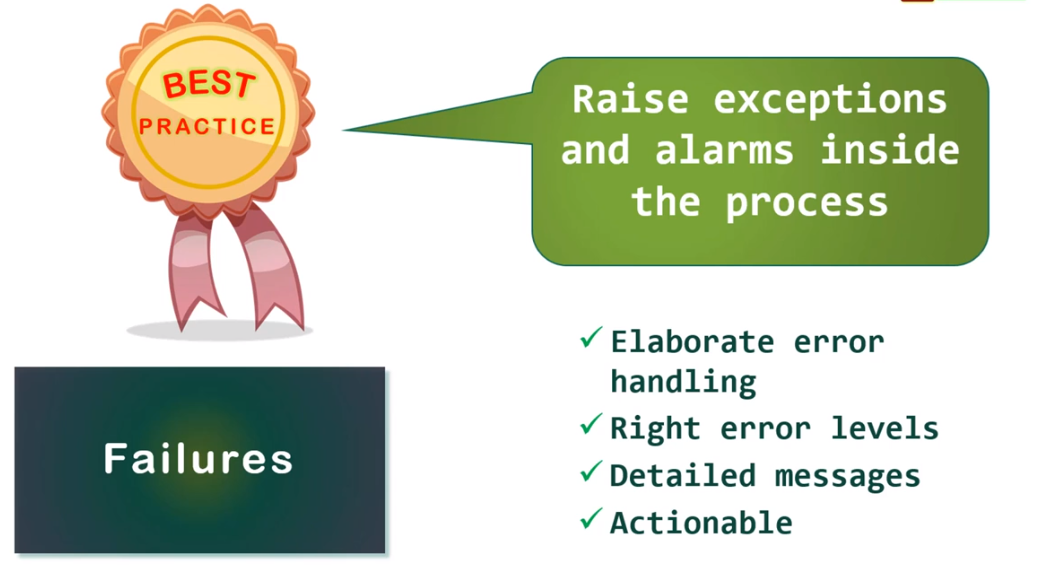 BEST
PRACTICE
Raise exceptions
and alarms inside
the process
Elaborate error
handling
Right error levels
Detailed messages
Actionable
Failures